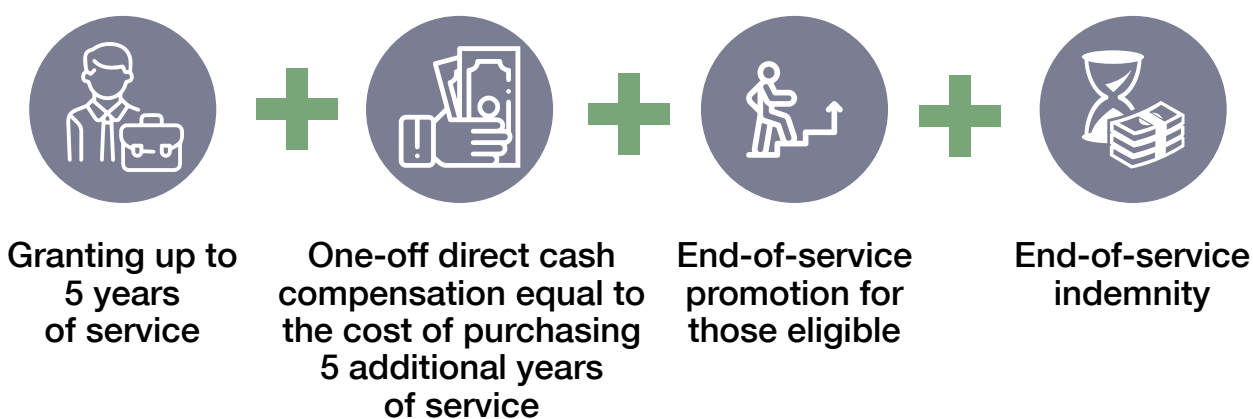 Granting up to
5 years
of service
One-off direct cash
compensation equal to
the cost of purchasing
5 additional years
of service
End-of-service
promotion for
those eligible
End-of-service
indemnity